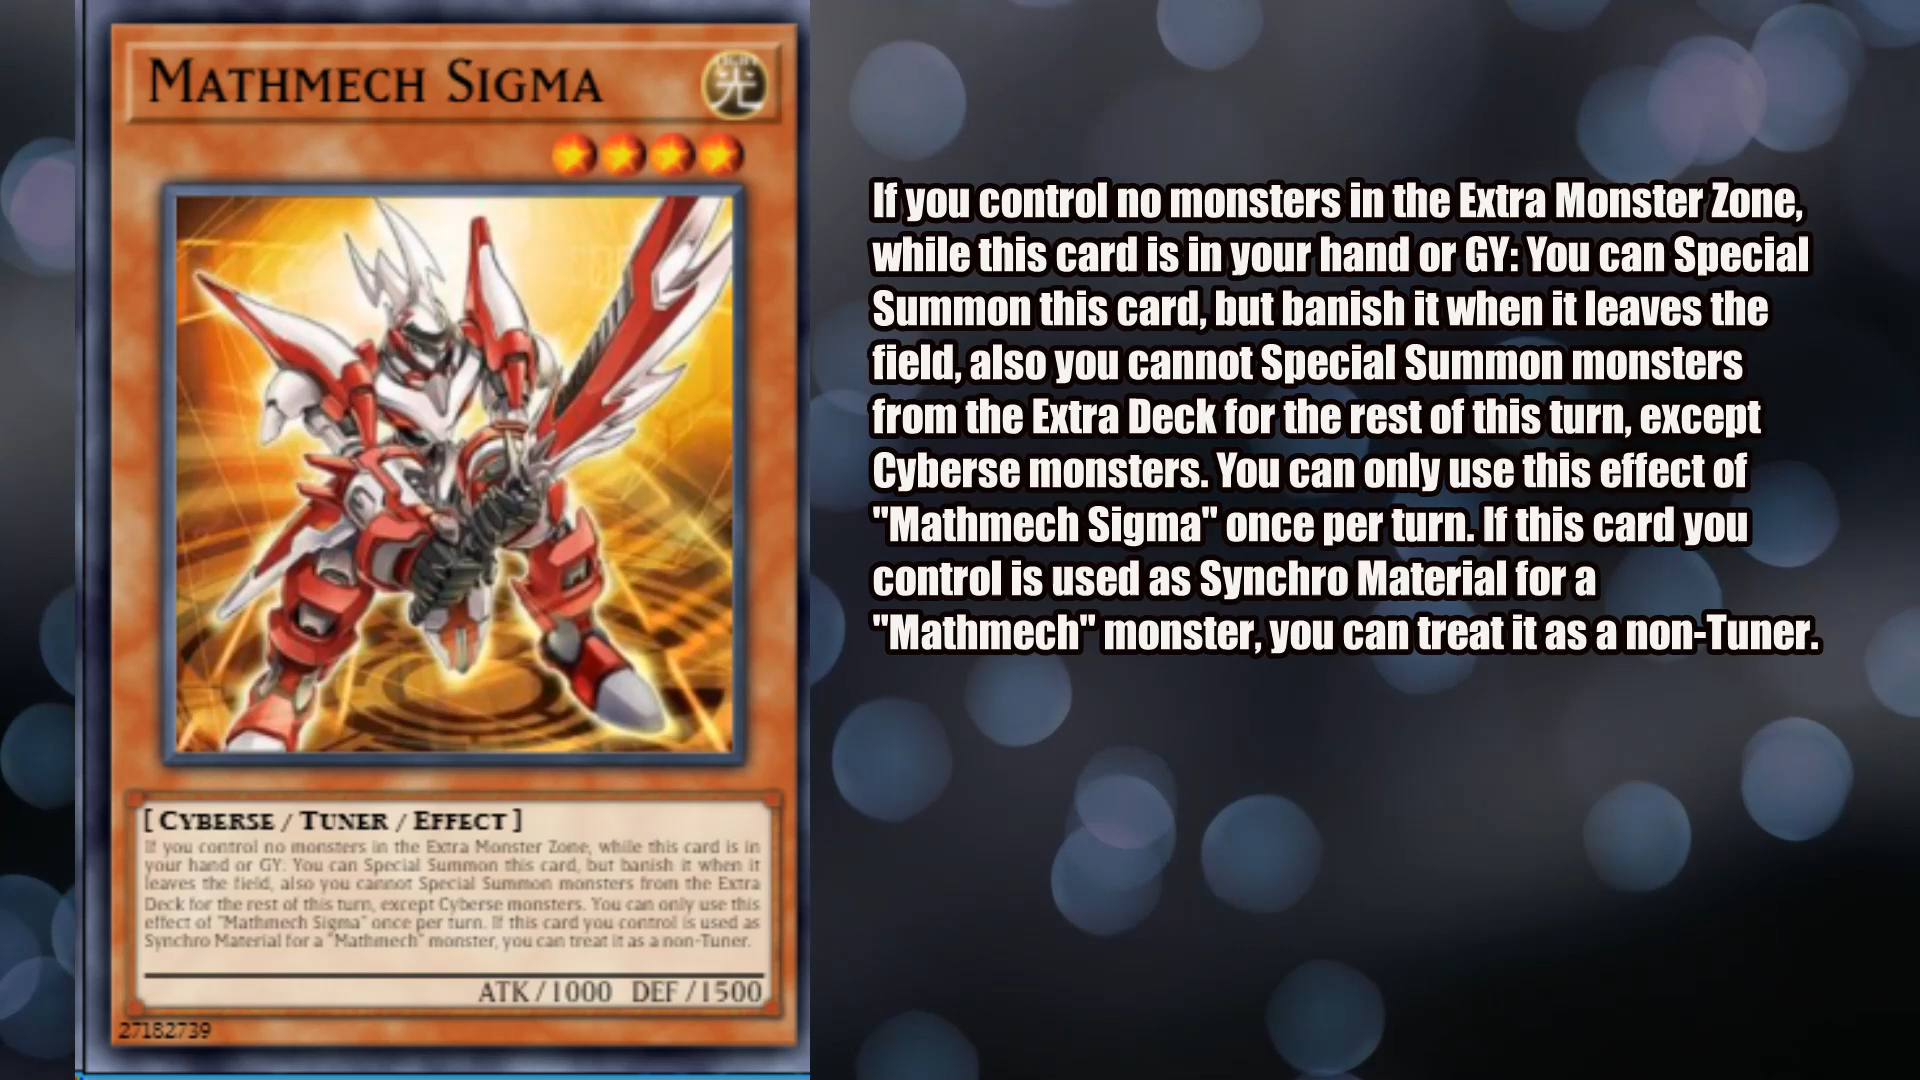 MATHMECH SIGMA
LIGHT
光
[ CYBERSE / TUNER / EFFECT ]
If you control no monsters in the Extra Monster Zone, while this card is in
your hand or GY: You can Special Summon this card, but banish it when it
leaves the field, also you cannot Special Summon monsters from the Extra
Deck for the rest of this turn, except Cyberse monsters. You can only use this
effect of "Mathmech Sigma" once per turn. If this card you control is used as
Synchro Material for a "Mathmech" monster, you can treat it as a non-Tuner.
ATK/1000 DEF/1500
27182739
If you control no monsters in the Extra Monster Zone,
while this card is in your hand or GY: You can Special
Summon this card, but banish it when it leaves the
field, also you cannot Special Summon monsters
from the Extra Deck for the rest of this turn, except
Cyberse monsters. You can only use this effect of
"Mathmech Sigma" once per turn. If this card you
control is used as Synchro Material for a
"Mathmech" monster, you can treat it as a non-Tuner.